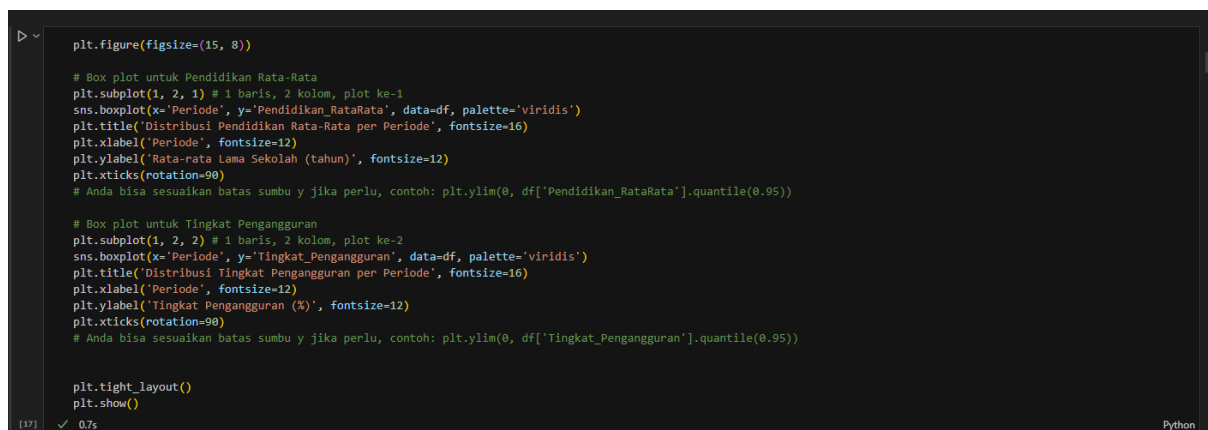 plt.figure(figsize=(15, 8))
# Box plot untuk Pendidikan Rata-Rata
plt.subplot(1, 2, 1) # 1 baris, 2 kolom, plot ke-1
sns.boxplot(x='Periode', y='Pendidikan_RataRata', data=df, palette='viridis')
plt.title('Distribusi Pendidikan Rata-Rata per Periode', fontsize=16)
plt.xlabel('Periode', fontsize=12)
plt.ylabel('Rata-rata Lama Sekolah (tahun)', fontsize=12)
plt.xticks(rotation=90)
# Anda bisa sesuaikan batas sumbu y jika perlu, contoh: plt.ylim(0, df['Pendidikan_RataRata'].quantile(0.95))
# Box plot untuk Tingkat Pengangguran
plt.subplot(1, 2, 2) # 1 baris, 2 kolom, plot ke-2
sns.boxplot(x='Periode', y='Tingkat_Pengangguran', data=df, palette='viridis')
plt.title('Distribusi Tingkat Pengangguran per Periode', fontsize=16)
plt.xlabel('Periode', fontsize=12)
plt.ylabel('Tingkat Pengangguran (%)', fontsize=12)
plt.xticks(rotation=90)
# Anda bisa sesuaikan batas sumbu y jika perlu, contoh: plt.ylim(0, df['Tingkat_Pengangguran'].quantile(0.95))
plt.tight_layout()
plt.show()
[17] ✓ 0.7s Python